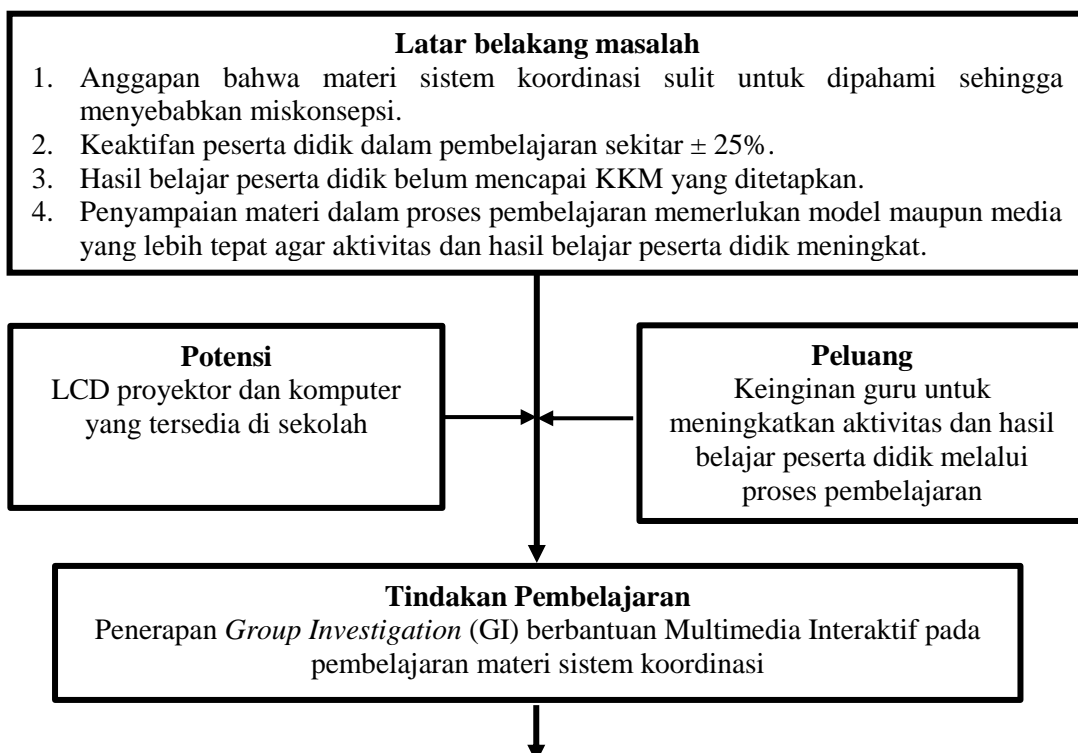 Latar belakang masalah
1. Anggapan bahwa materi sistem koordinasi sulit untuk dipahami sehingga
menyebabkan miskonsepsi.
2. Keaktifan peserta didik dalam pembelajaran sekitar ± 25%.
3. Hasil belajar peserta didik belum mencapai KKM yang ditetapkan.
4. Penyampaian materi dalam proses pembelajaran memerlukan model maupun media
yang lebih tepat agar aktivitas dan hasil belajar peserta didik meningkat.
Potensi
LCD proyektor dan komputer
yang tersedia di sekolah
Peluang
Keinginan guru untuk
meningkatkan aktivitas dan hasil
belajar peserta didik melalui
proses pembelajaran
Tindakan Pembelajaran
Penerapan Group Investigation (GI) berbantuan Multimedia Interaktif pada
pembelajaran materi sistem koordinasi